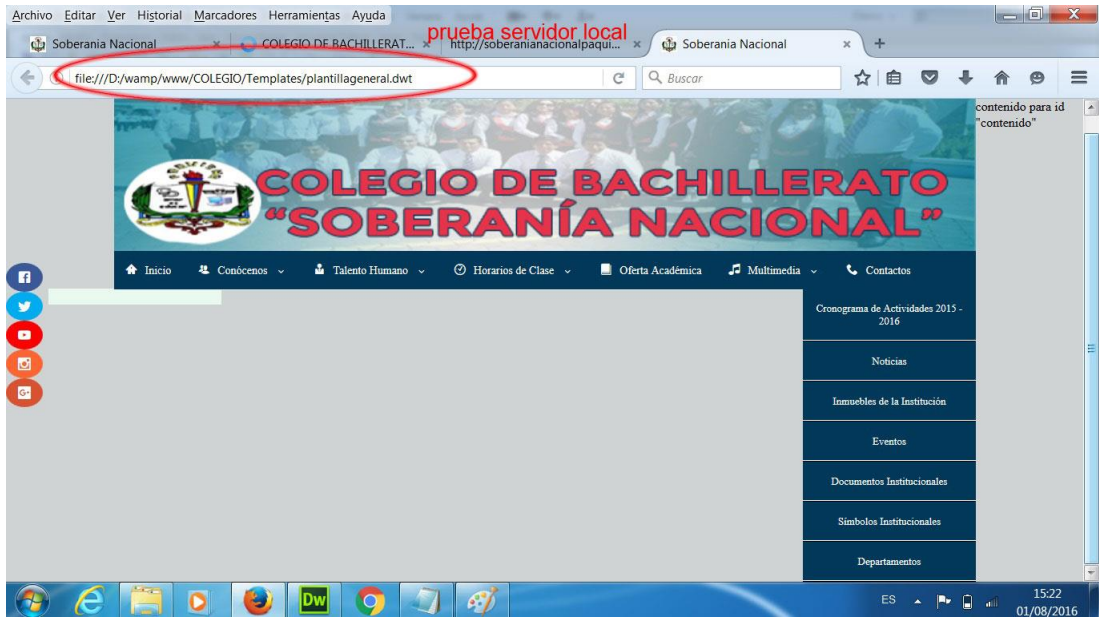 Archivo Editar Ver Historial Marcadores Herramientas Ayuda
prueba servidor local
Soberania Nacional × COLEGIO DE BACHILLERAT... × http://soberanianacionalpaqui... × Soberania Nacional × +
file:///D:/wamp/www/COLEGIO/Templates/plantillageneral.dwt
Buscar
contenido para id
"contenido"
COLEGIO DE BACHILLERATO
“SOBERANÍA NACIONAL”
Inicio Conócenos Talento Humano Horarios de Clase Oferta Académica Multimedia Contactos
Cronograma de Actividades 2015 -
2016
Noticias
Inmuebles de la Institución
Eventos
Documentos Institucionales
Símbolos Institucionales
Departamentos
G+
Dw
ES
15:22
01/08/2016